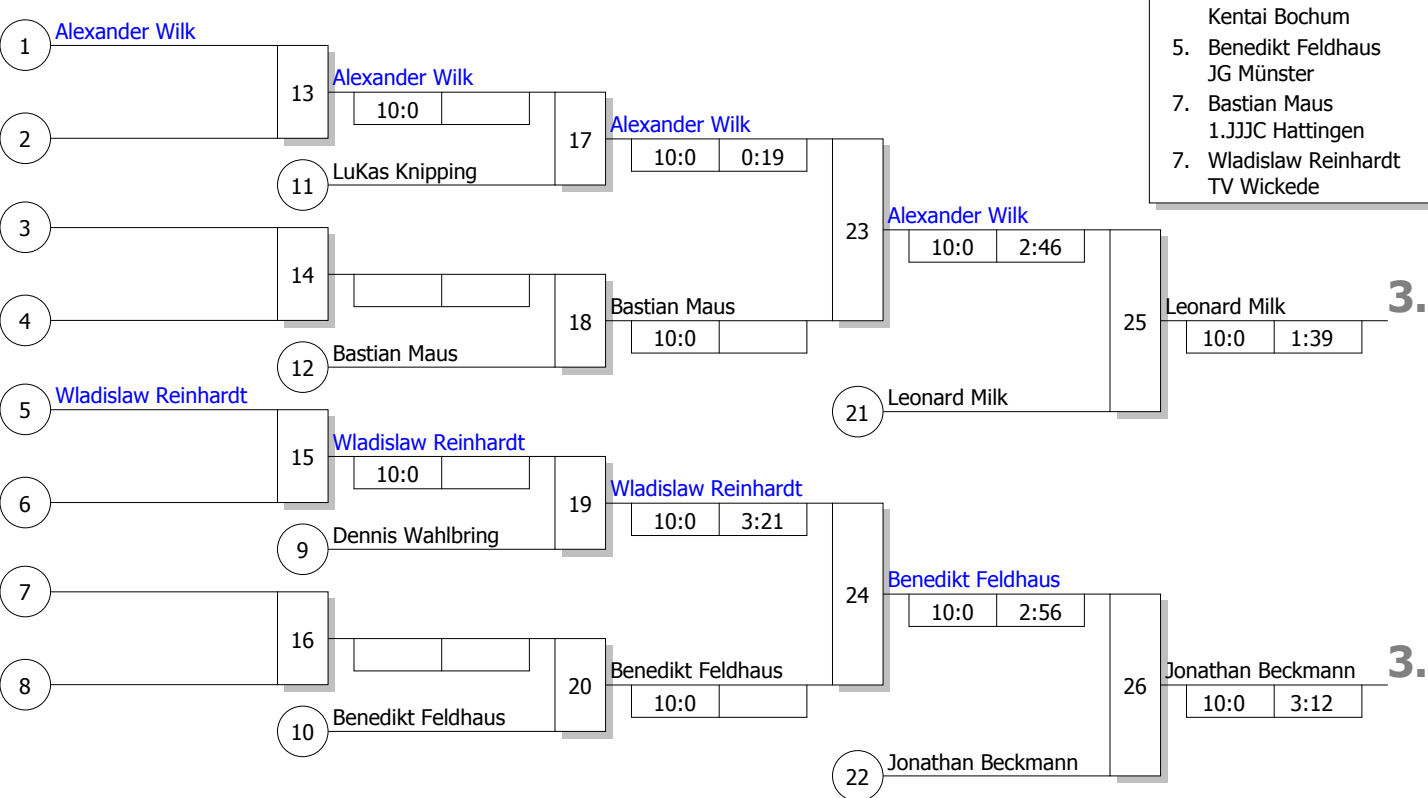 Kentai Bochum
5. Benedikt Feldhaus
JG Münster
7. Bastian Maus
1.JJJC Hattingen
7. Wladislaw Reinhardt
TV Wickede
1 Alexander Wilk
2
13 Alexander Wilk
10:0
11 LuKas Knipping
17 Alexander Wilk
10:0 0:19
3
4
14
12 Bastian Maus
18 Bastian Maus
10:0
23 Alexander Wilk
10:0 2:46
21 Leonard Milk
25 Leonard Milk 3.
10:0 1:39
5 Wladislaw Reinhardt
6
15 Wladislaw Reinhardt
10:0
9 Dennis Wahlbring
19 Wladislaw Reinhardt
10:0 3:21
7
8
16
10 Benedikt Feldhaus
20 Benedikt Feldhaus
10:0
24 Benedikt Feldhaus
10:0 2:56
22 Jonathan Beckmann
26 Jonathan Beckmann 3.
10:0 3:12